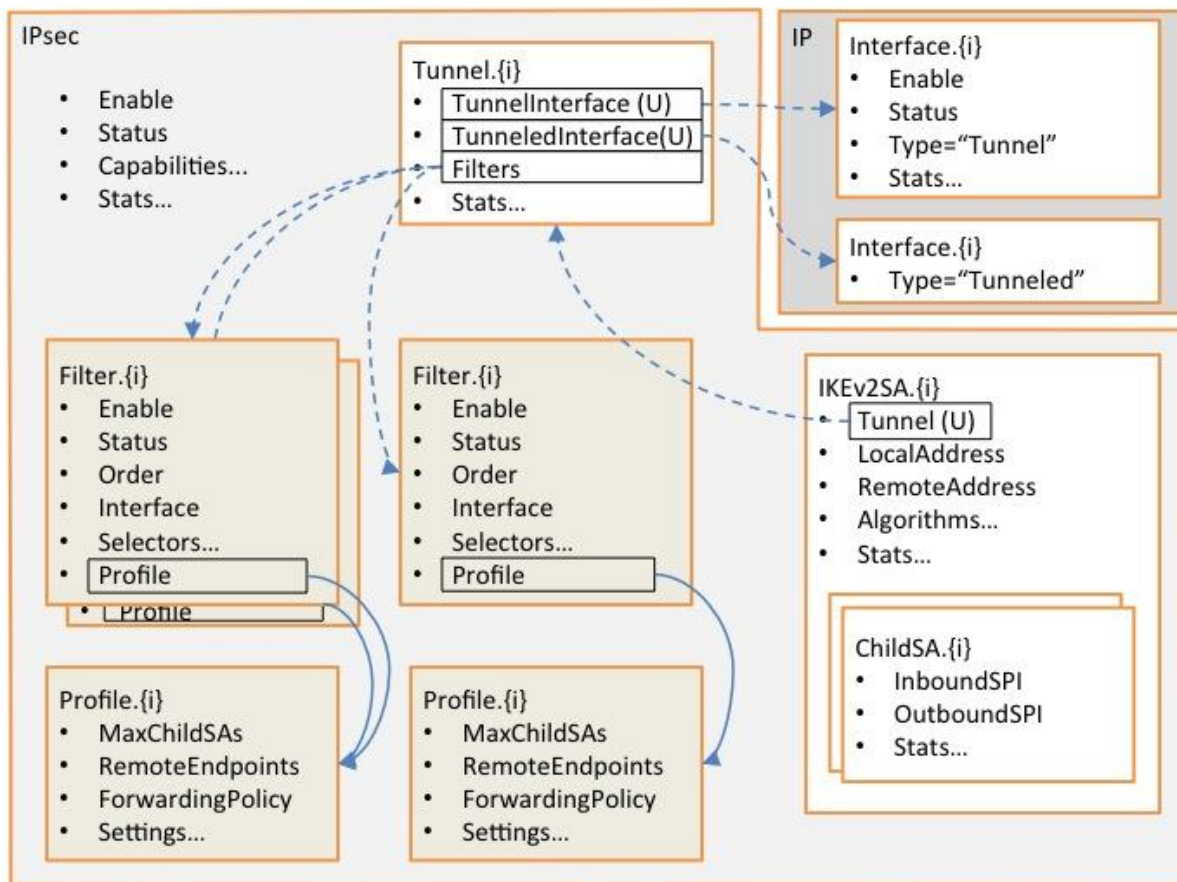 IPsec
• Enable
• Status
• Capabilities...
• Stats...
Tunnel.{i}
• TunnelInterface (U)
• TunneledInterface(U)
• Filters
• Stats...
IP
Interface.{i}
• Enable
• Status
• Type=“Tunnel”
• Stats...
Interface.{i}
• Type=“Tunneled”
Filter.{i}
• Enable
• Status
• Order
• Interface
• Selectors...
• Profile
• Profile
Filter.{i}
• Enable
• Status
• Order
• Interface
• Selectors...
• Profile
IKEv2SA.{i}
• Tunnel (U)
• LocalAddress
• RemoteAddress
• Algorithms...
• Stats...
ChildSA.{i}
• InboundSPI
• OutboundSPI
• Stats...
Profile.{i}
• MaxChildSAs
• RemoteEndpoints
• ForwardingPolicy
• Settings...
Profile.{i}
• MaxChildSAs
• RemoteEndpoints
• ForwardingPolicy
• Settings...